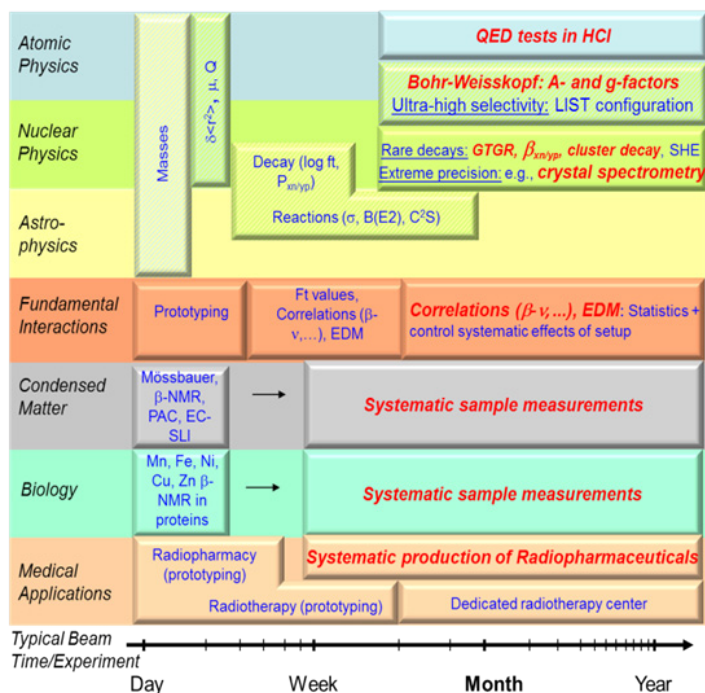 Atomic
Physics
Masses
δ<r²>, μ, Q
QED tests in HCI
Bohr-Weisskopf: A- and g-factors
Ultra-high selectivity: LIST configuration
Nuclear
Physics
Decay (log ft,
Pxn/yp)
Rare decays: GTGR, βxn/yp, cluster decay, SHE
Extreme precision: e.g., crystal spectrometry
Astro-
physics
Reactions (σ, B(E2), C²S)
Fundamental
Interactions
Prototyping
Ft values,
Correlations (β-
ν,...), EDM
Correlations (β-ν,...), EDM: Statistics +
control systematic effects of setup
Condensed
Matter
Mössbauer,
β-NMR,
PAC, EC-
SLI
→
Systematic sample measurements
Biology
Mn, Fe, Ni,
Cu, Zn β-
NMR in
proteins
→
Systematic sample measurements
Medical
Applications
Radiopharmacy
(prototyping)
Systematic production of Radiopharmaceuticals
Radiotherapy (prototyping)
Dedicated radiotherapy center
Typical Beam
Time/Experiment
Day
Week
Month
Year